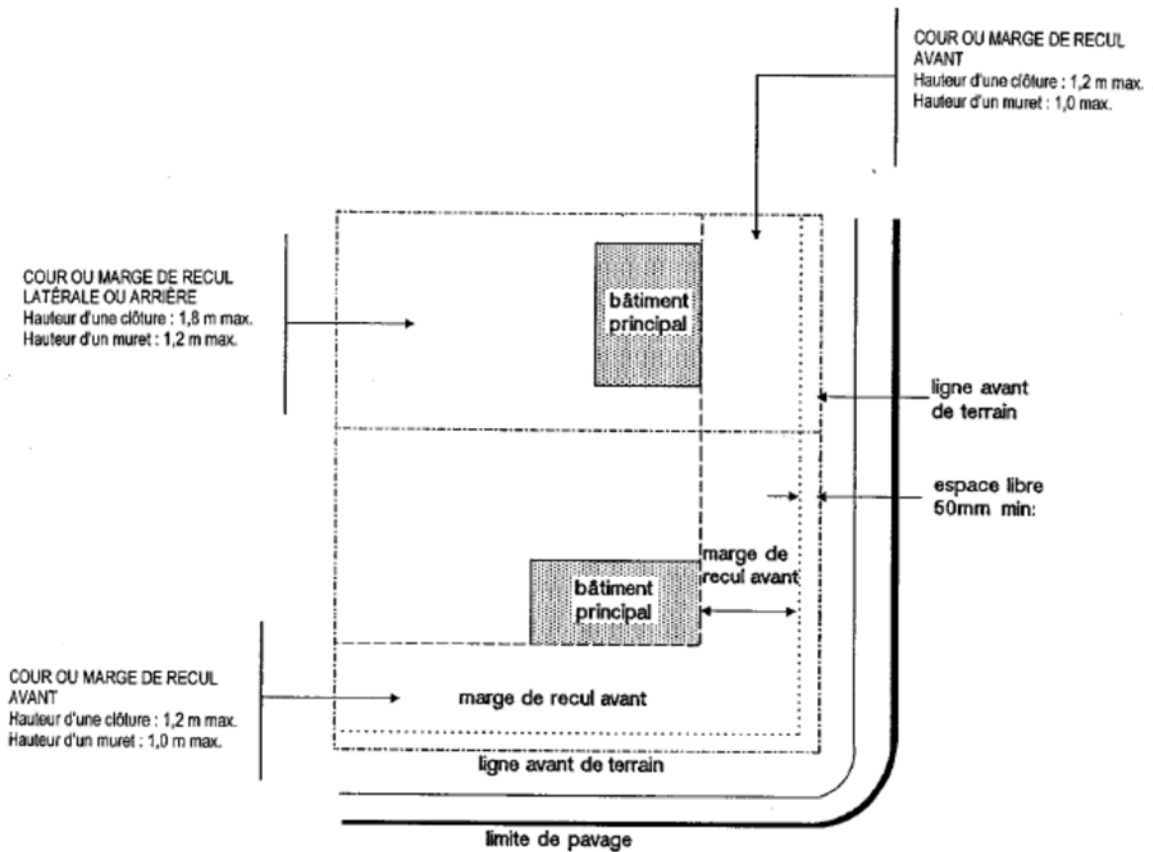 COUR OU MARGE DE RECUL
AVANT
Hauteur d'une clôture : 1,2 m max.
Hauteur d'un muret : 1,0 max.
COUR OU MARGE DE RECUL
LATÉRALE OU ARRIÈRE
Hauteur d'une clôture : 1,8 m max.
Hauteur d'un muret : 1,2 m max.
bâtiment
principal
ligne avant
de terrain
espace libre
50mm min:
marge de
recul avant
bâtiment
principal
COUR OU MARGE DE RECUL
AVANT
Hauteur d'une clôture : 1,2 m max.
Hauteur d'un muret : 1,0 m max.
marge de recul avant
ligne avant de terrain
limite de pavage